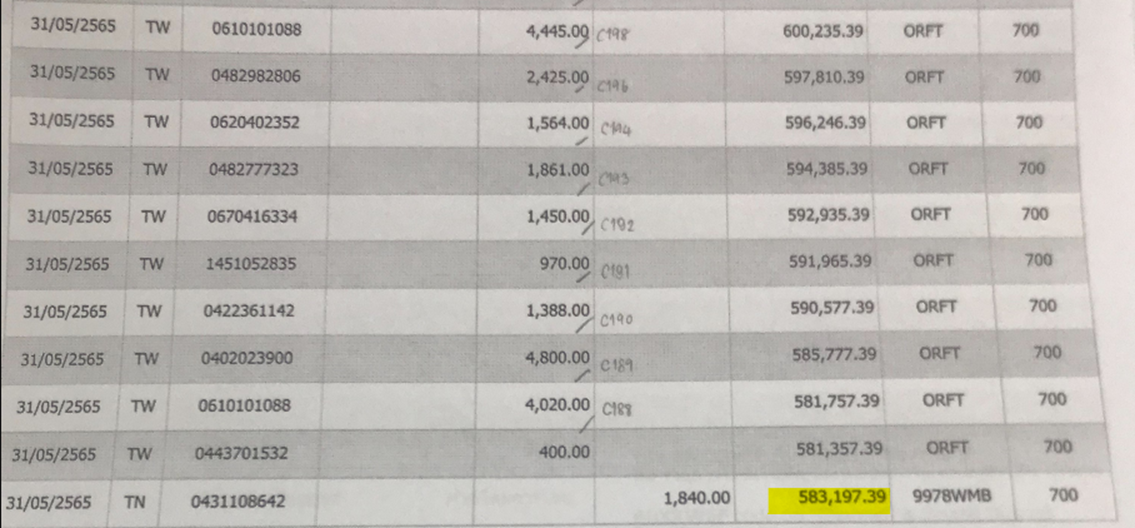 31/05/2565 TW 0610101088 4,445.00 C198 600,235.39 ORFT 700
31/05/2565 TW 0482982806 2,425.00 C196 597,810.39 ORFT 700
31/05/2565 TW 0620402352 1,564.00 C194 596,246.39 ORFT 700
31/05/2565 TW 0482777323 1,861.00 C193 594,385.39 ORFT 700
31/05/2565 TW 0670416334 1,450.00 C192 592,935.39 ORFT 700
31/05/2565 TW 1451052835 970.00 C191 591,965.39 ORFT 700
31/05/2565 TW 0422361142 1,388.00 C190 590,577.39 ORFT 700
31/05/2565 TW 0402023900 4,800.00 C189 585,777.39 ORFT 700
31/05/2565 TW 0610101088 4,020.00 C188 581,757.39 ORFT 700
31/05/2565 TW 0443701532 400.00 581,357.39 ORFT 700
31/05/2565 TN 0431108642 1,840.00 583,197.39 9978WMB 700